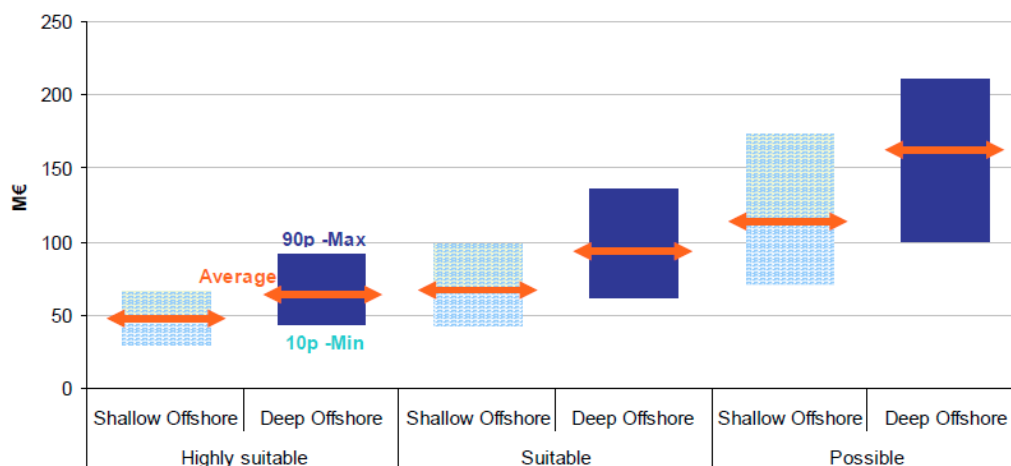 250
200
150
100
50
0
M€
90p -Max
Average
10p -Min
Shallow Offshore Deep Offshore Shallow Offshore Deep Offshore Shallow Offshore Deep Offshore
Highly suitable Suitable Possible